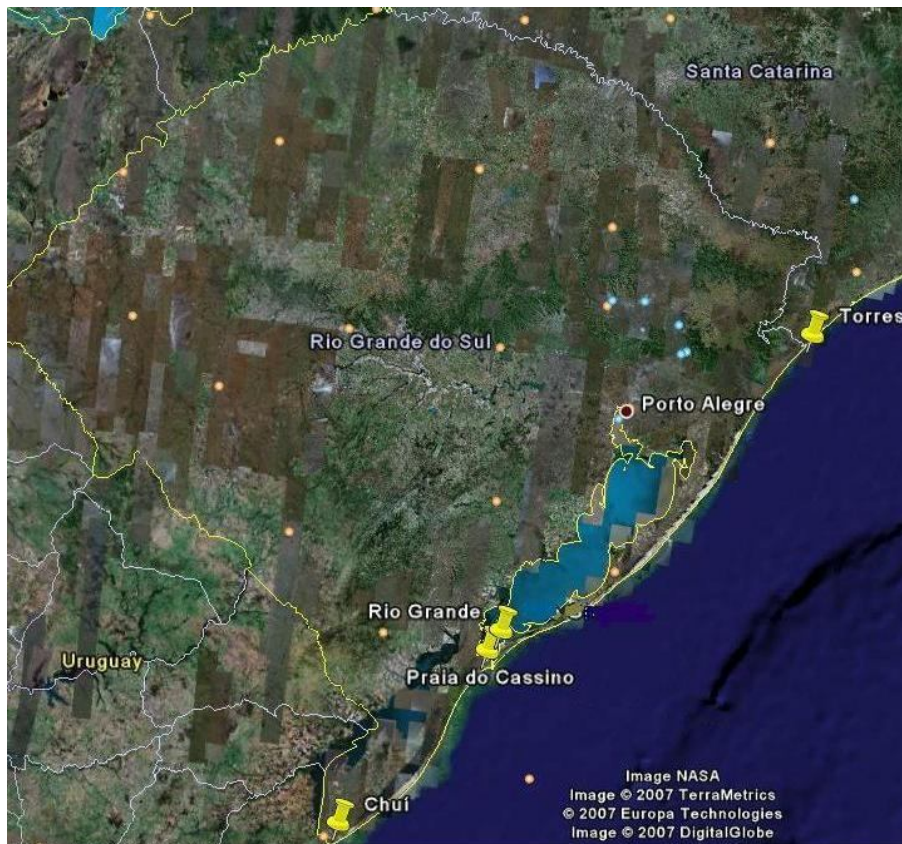 Santa Catarina
Torres
Rio Grande do Sul
Porto Alegre
Rio Grande
Uruguay
Praia do Cassino
Chuí
Image NASA
Image © 2007 TerraMetrics
© 2007 Europa Technologies
Image © 2007 DigitalGlobe